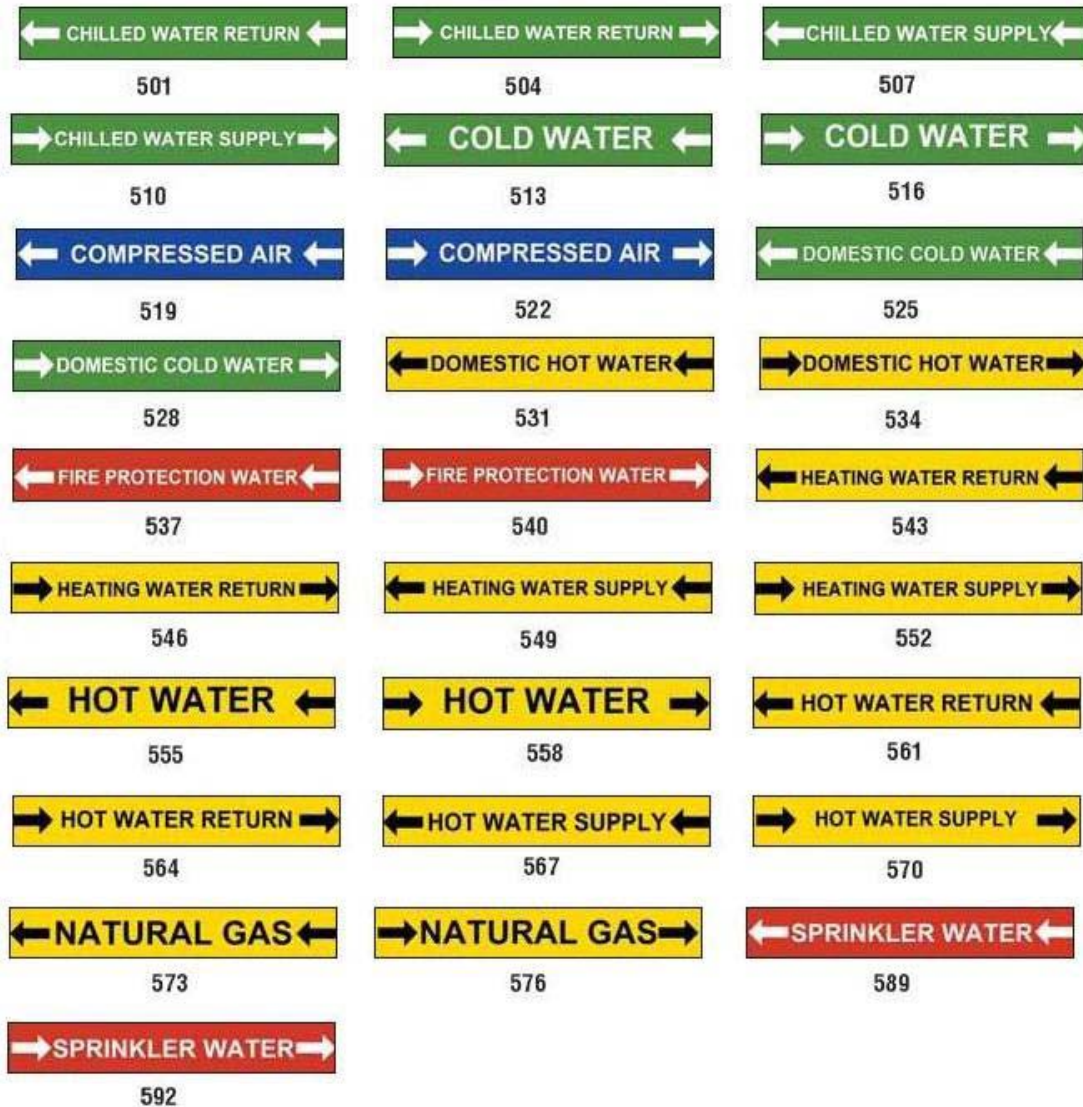 CHILLED WATER RETURN
CHILLED WATER RETURN
CHILLED WATER SUPPLY
501
504
507
CHILLED WATER SUPPLY
COLD WATER
COLD WATER
510
513
516
COMPRESSED AIR
COMPRESSED AIR
DOMESTIC COLD WATER
519
522
525
DOMESTIC COLD WATER
DOMESTIC HOT WATER
DOMESTIC HOT WATER
528
531
534
FIRE PROTECTION WATER
FIRE PROTECTION WATER
HEATING WATER RETURN
537
540
543
HEATING WATER RETURN
HEATING WATER SUPPLY
HEATING WATER SUPPLY
546
549
552
HOT WATER
HOT WATER
HOT WATER RETURN
555
558
561
HOT WATER RETURN
HOT WATER SUPPLY
HOT WATER SUPPLY
564
567
570
NATURAL GAS
NATURAL GAS
SPRINKLER WATER
573
576
589
SPRINKLER WATER
592